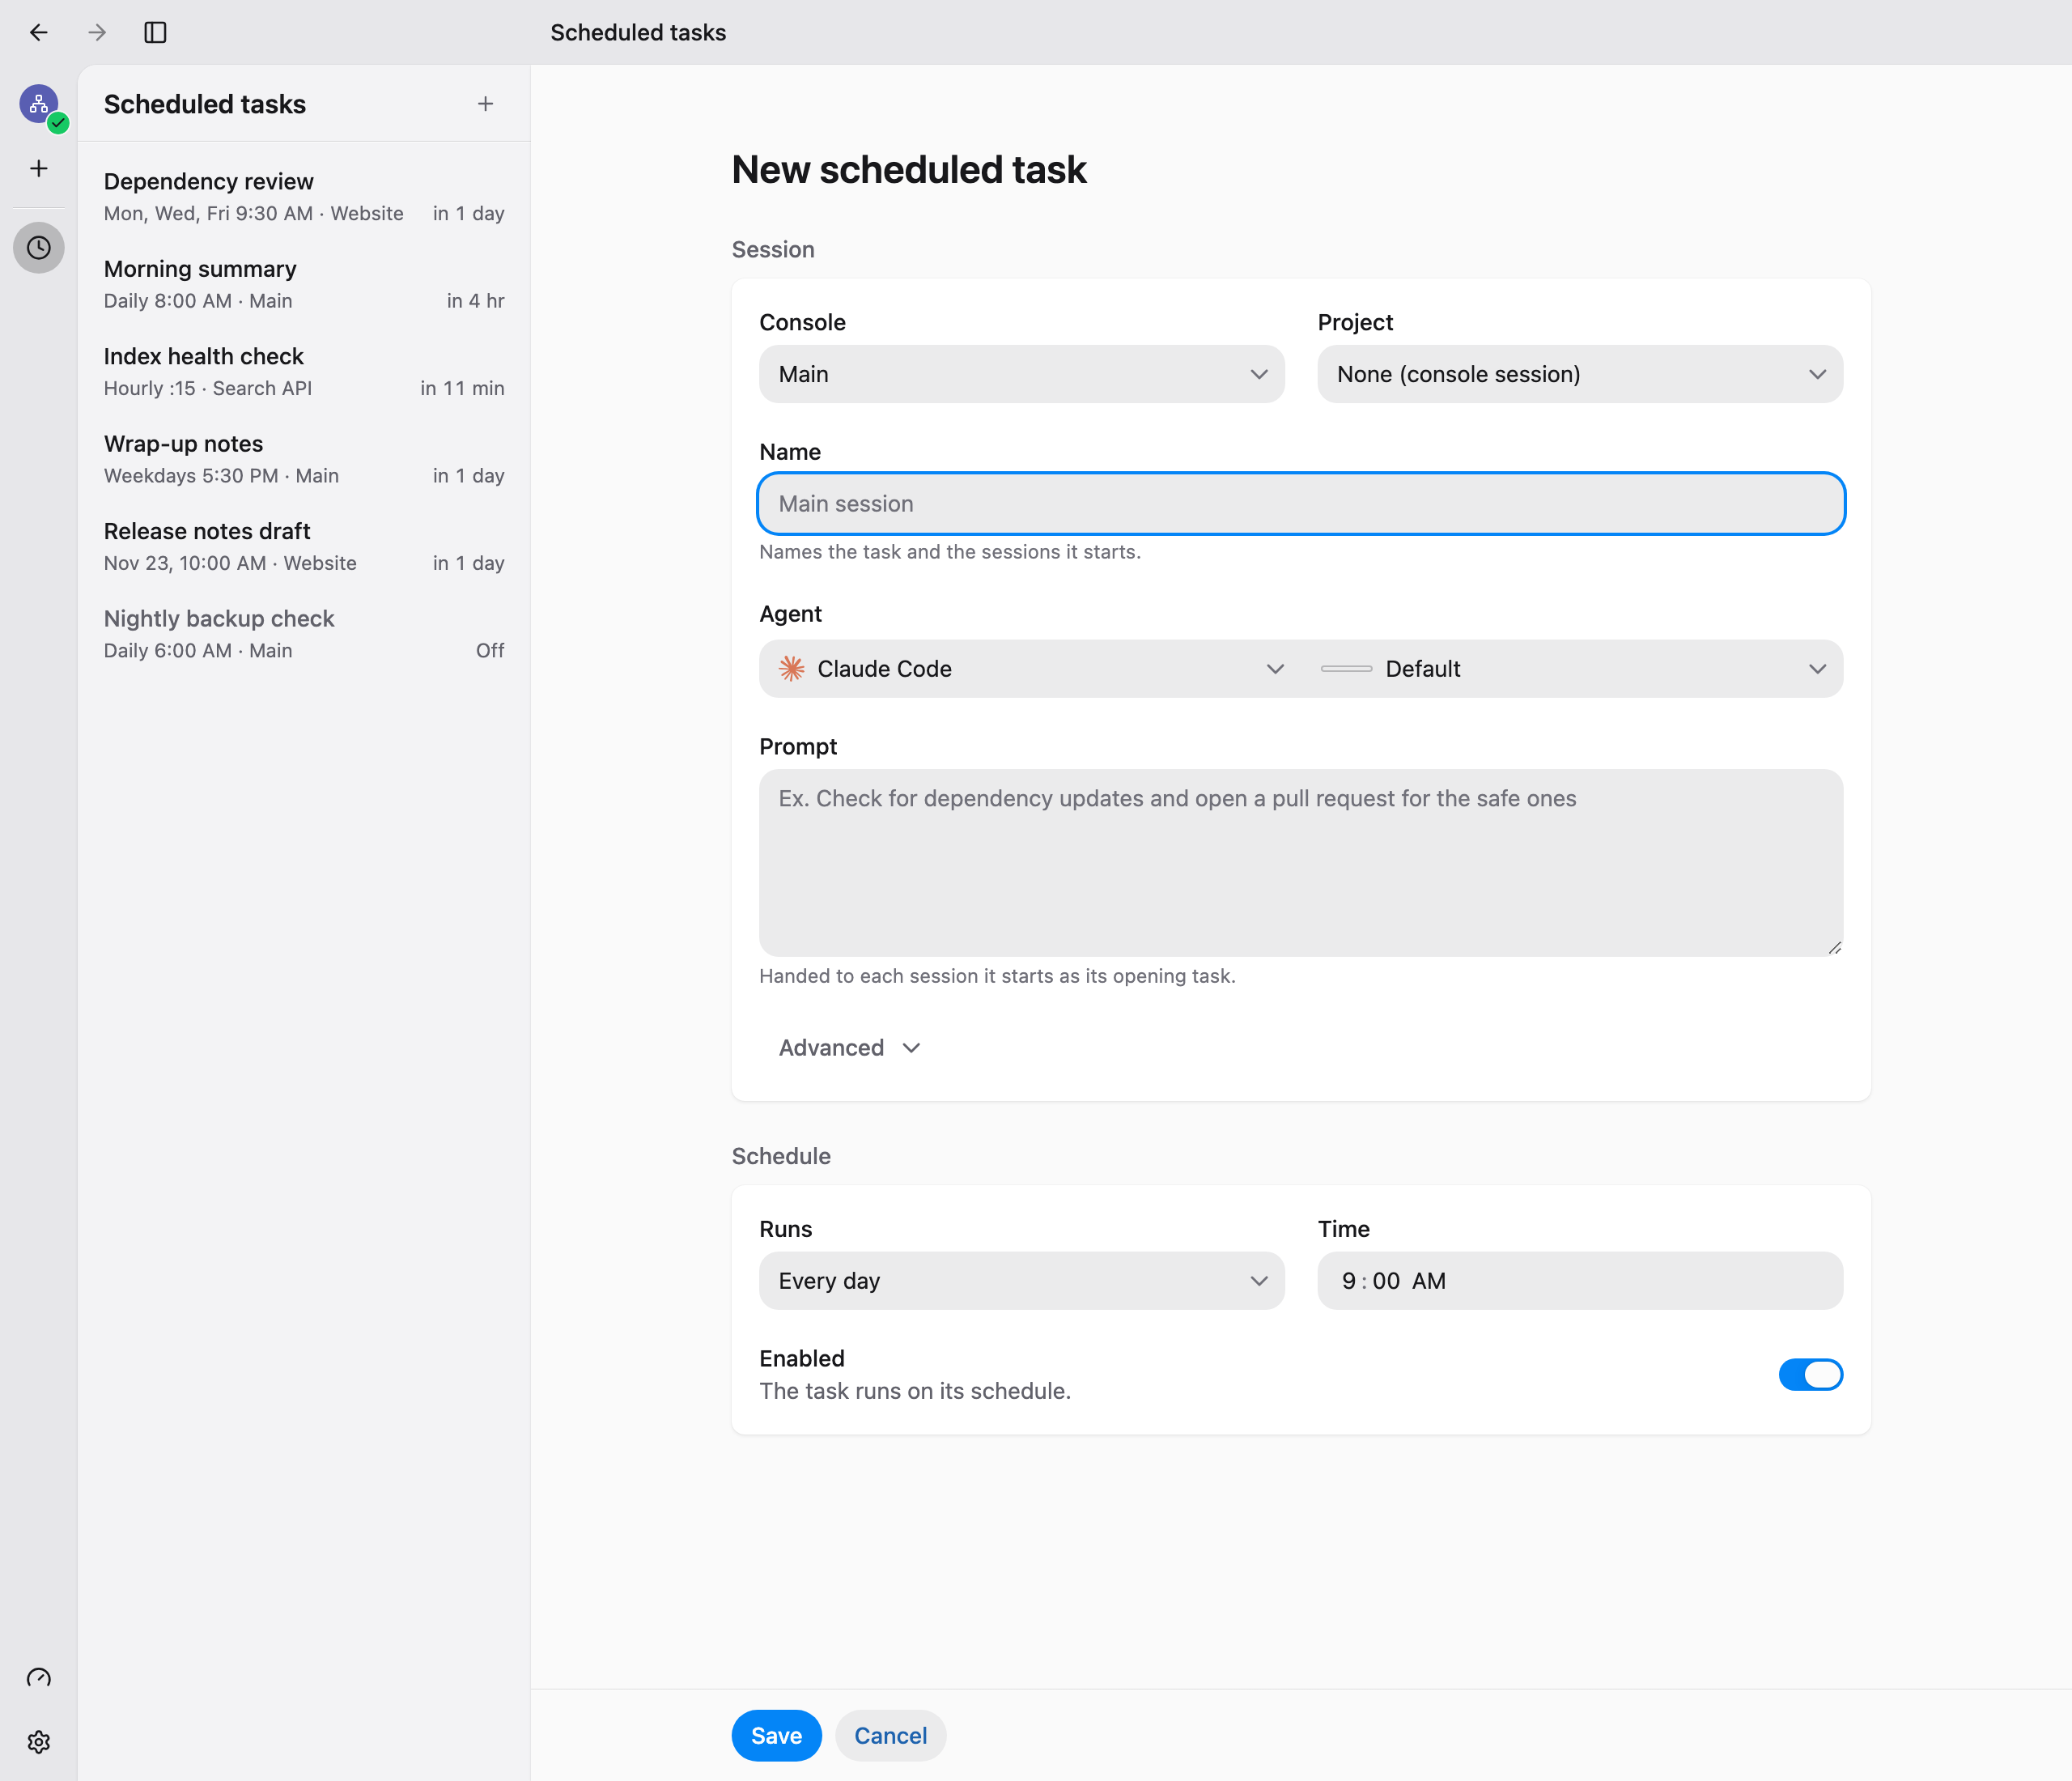 Scheduled tasks
Scheduled tasks
Dependency review
Mon, Wed, Fri 9:30 AM · Website in 1 day
Morning summary
Daily 8:00 AM · Main in 4 hr
Index health check
Hourly :15 · Search API in 11 min
Wrap-up notes
Weekdays 5:30 PM · Main in 1 day
Release notes draft
Nov 23, 10:00 AM · Website in 1 day
Nightly backup check
Daily 6:00 AM · Main Off
New scheduled task
Session
Console Project
Main None (console session)
Name
Main session
Names the task and the sessions it starts.
Agent
Claude Code Default
Prompt
Ex. Check for dependency updates and open a pull request for the safe ones
Handed to each session it starts as its opening task.
Advanced
Schedule
Runs Time
Every day 9:00 AM
Enabled
The task runs on its schedule.
Save Cancel